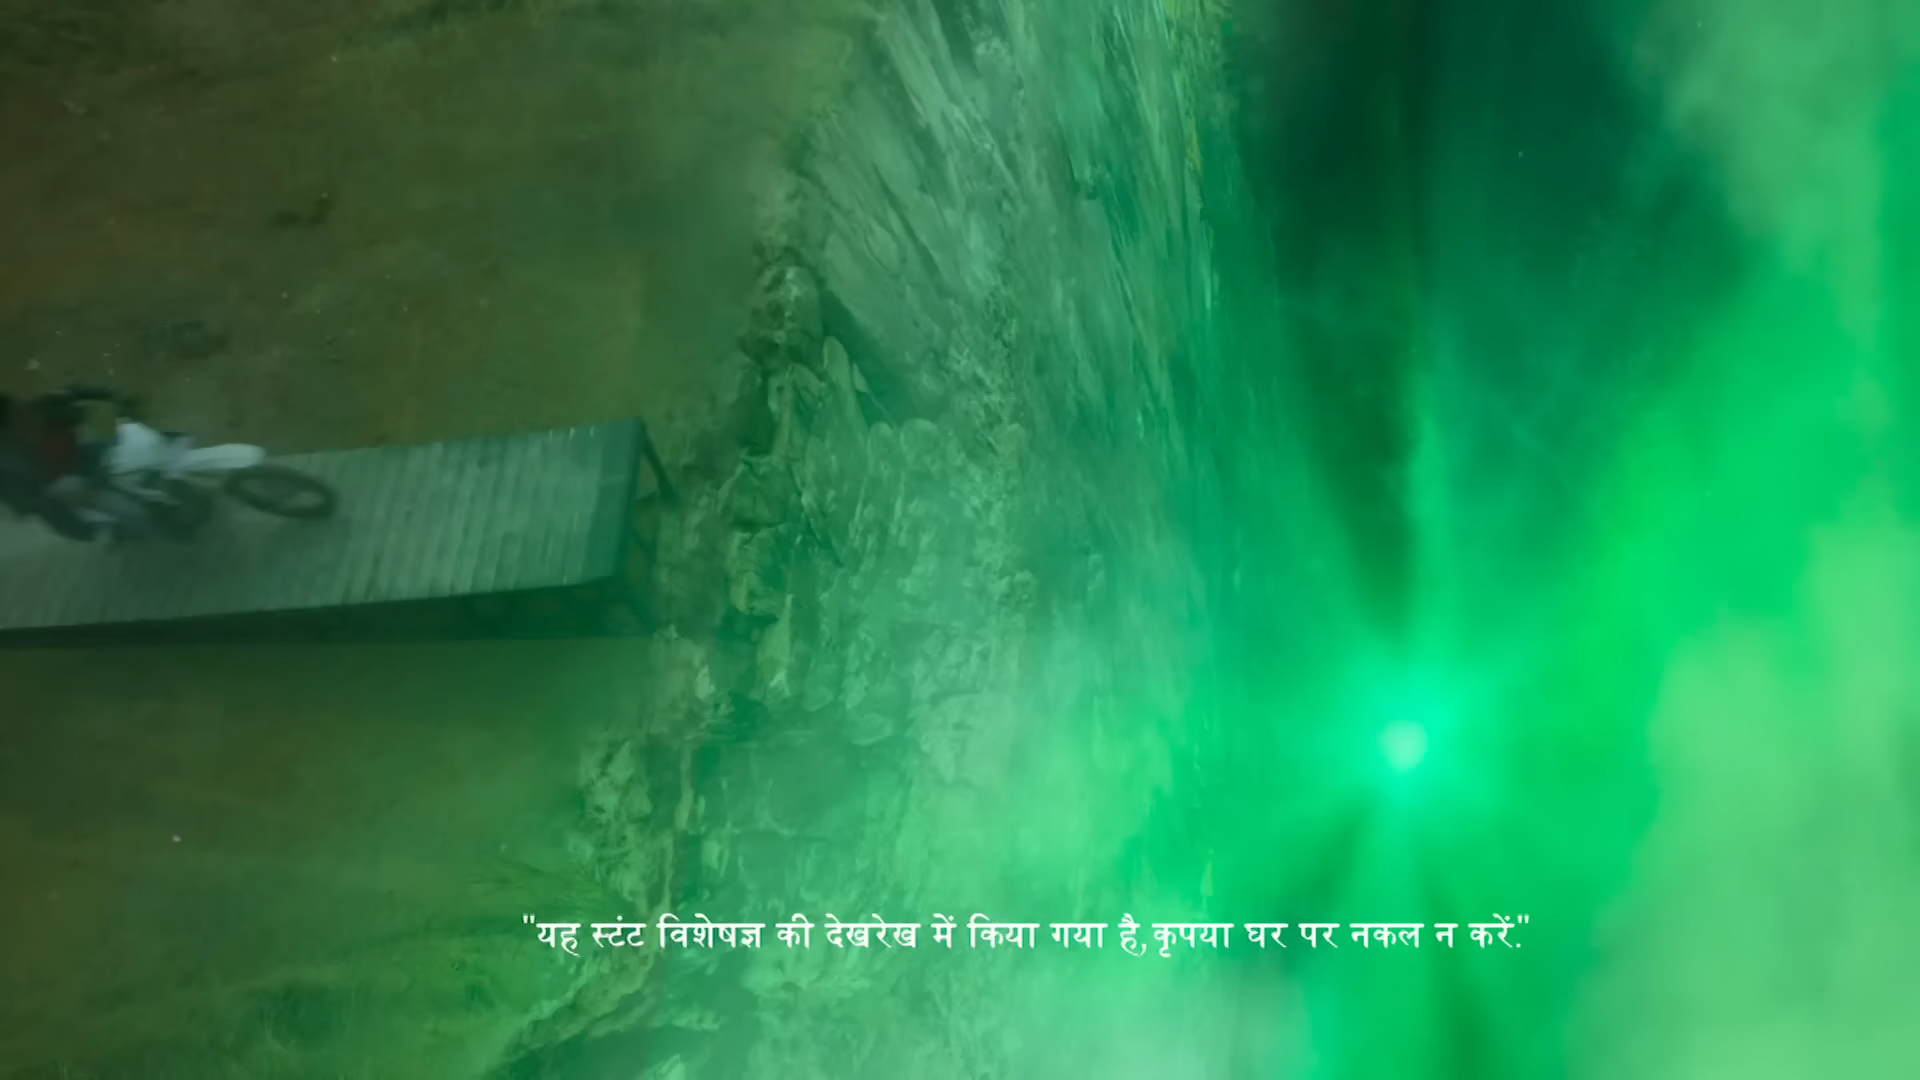 "यह स्टंट विशेषज्ञ की देखरेख में किया गया है,कृपया घर पर नकल न करें."